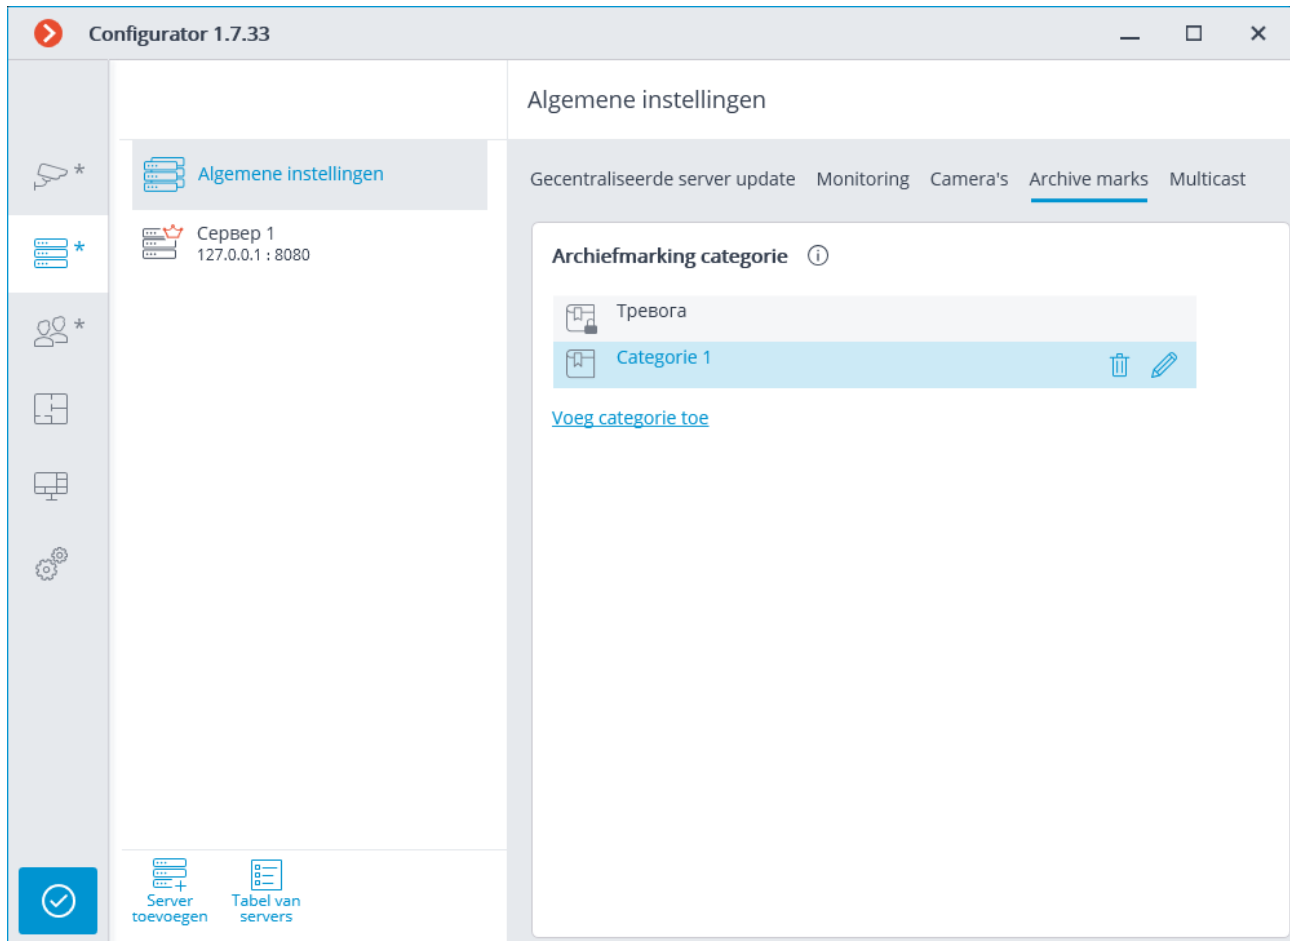 Configurator 1.7.33
Algemene instellingen
*
Algemene instellingen
Gecentraliseerde server update Monitoring Camera's Archive marks Multicast
*
Сервер 1
127.0.0.1 : 8080
Archiefmarking categorie
*
Тревога
Categorie 1
Voeg categorie toe
Server toevoegen
Tabel van servers